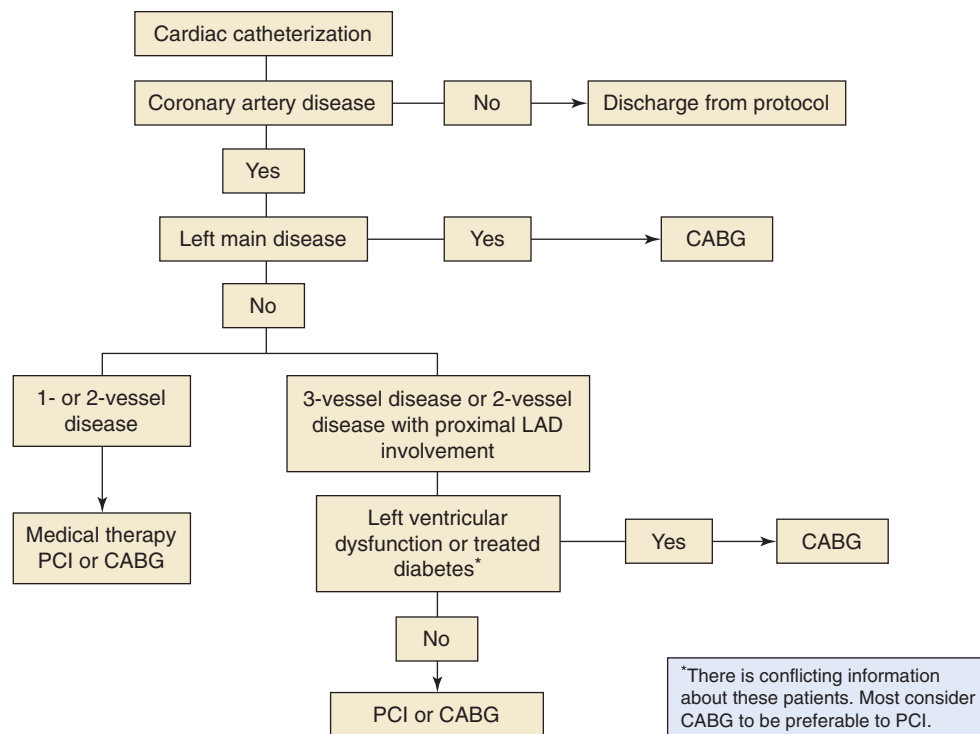 Cardiac catheterization
Coronary artery disease
No
Discharge from protocol
Yes
Left main disease
Yes
CABG
No
1- or 2-vessel
disease
3-vessel disease or 2-vessel
disease with proximal LAD
involvement
Medical therapy
PCI or CABG
Left ventricular
dysfunction or treated
diabetes*
Yes
CABG
No
PCI or CABG
*There is conflicting information
about these patients. Most consider
CABG to be preferable to PCI.